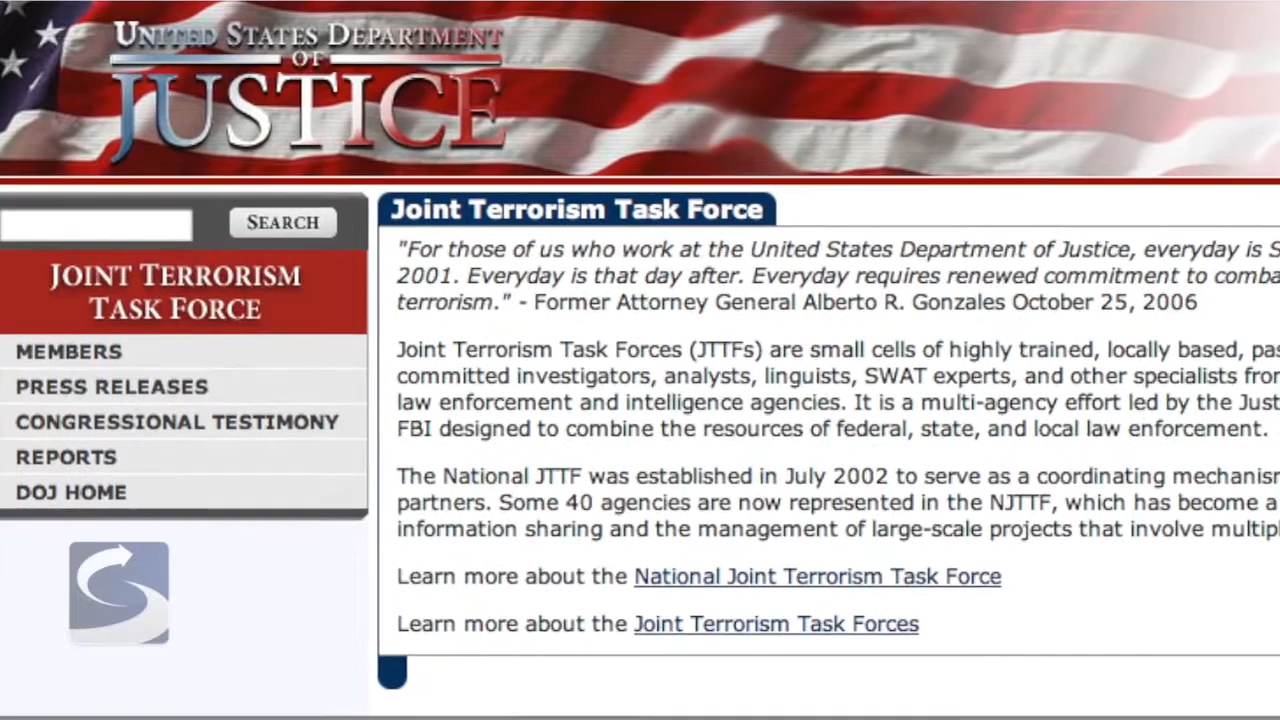 UNITED STATES DEPARTMENT
OF
JUSTICE
SEARCH
JOINT TERRORISM
TASK FORCE
MEMBERS
PRESS RELEASES
CONGRESSIONAL TESTIMONY
REPORTS
DOJ HOME
Joint Terrorism Task Force
"For those of us who work at the United States Department of Justice, everyday is
2001. Everyday is that day after. Everyday requires renewed commitment to
terrorism." - Former Attorney General Alberto R. Gonzales October 25, 2006
Joint Terrorism Task Forces (JTTFs) are small cells of highly trained, locally based,
committed investigators, analysts, linguists, SWAT experts, and other specialists
law enforcement and intelligence agencies. It is a multi-agency effort led by the
FBI designed to combine the resources of federal, state, and local law enforcement.
The National JTTF was established in July 2002 to serve as a coordinating
partners. Some 40 agencies are now represented in the NJTTF, which has become a
information sharing and the management of large-scale projects that involve
Learn more about the National Joint Terrorism Task Force
Learn more about the Joint Terrorism Task Forces